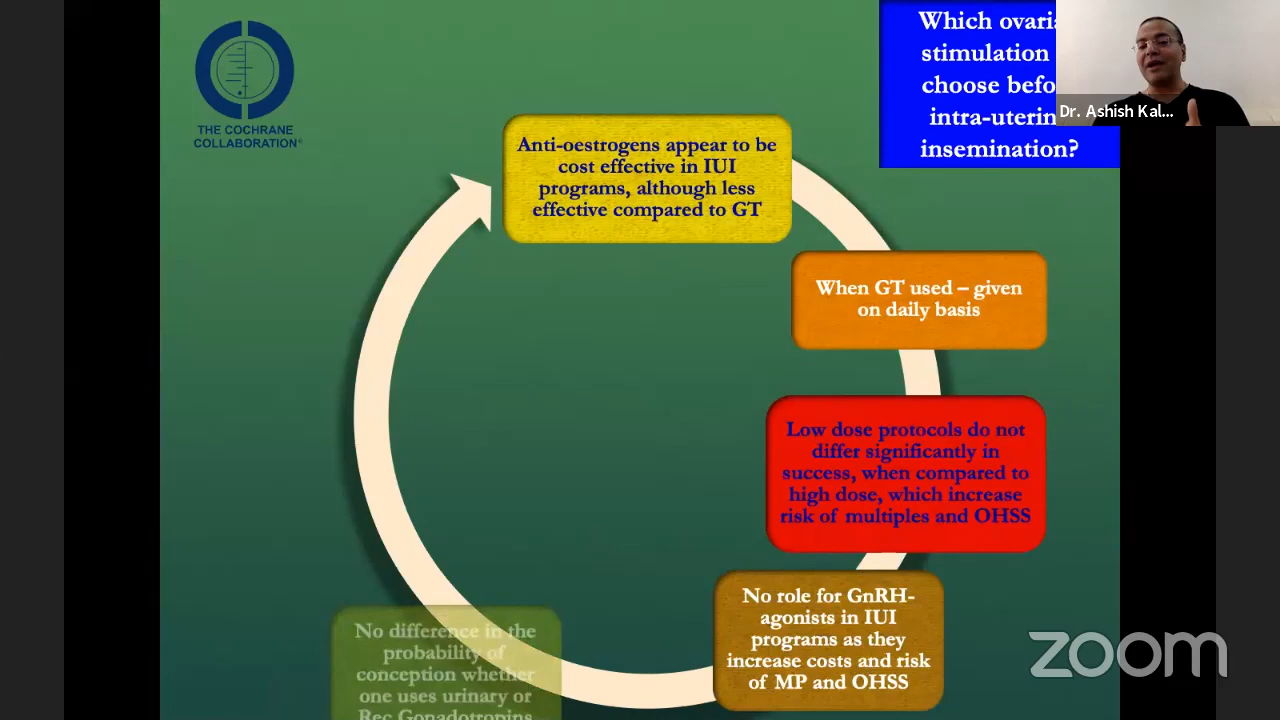 THE COCHRANE
COLLABORATION®
Which ovari
stimulation
choose befo
intra-uterin
insemination?
Dr. Ashish Kal...
Anti-oestrogens appear to be
cost effective in IUI
programs, although less
effective compared to GT
When GT used – given
on daily basis
Low dose protocols do not
differ significantly in
success, when compared to
high dose, which increase
risk of multiples and OHSS
No role for GnRH-
agonists in IUI
programs as they
increase costs and risk
of MP and OHSS
No difference in the
probability of
conception whether
one uses urinary or
Rec Gonadotropins
zoom